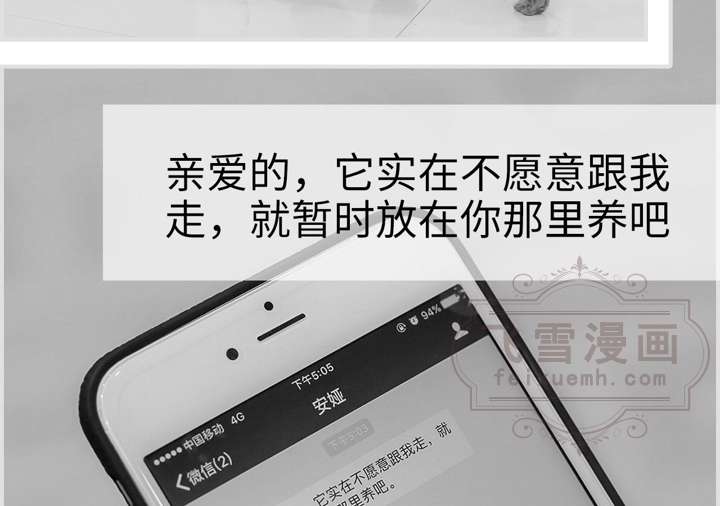 亲爱的，它实在不愿意跟我
走，就暂时放在你那里养吧
94%
飞雪漫画
feixuemh.com
下午5:05
中国移动 4G
安娅
微信(2)
下午5:03
它实在不愿意跟我走，就
那里养吧。